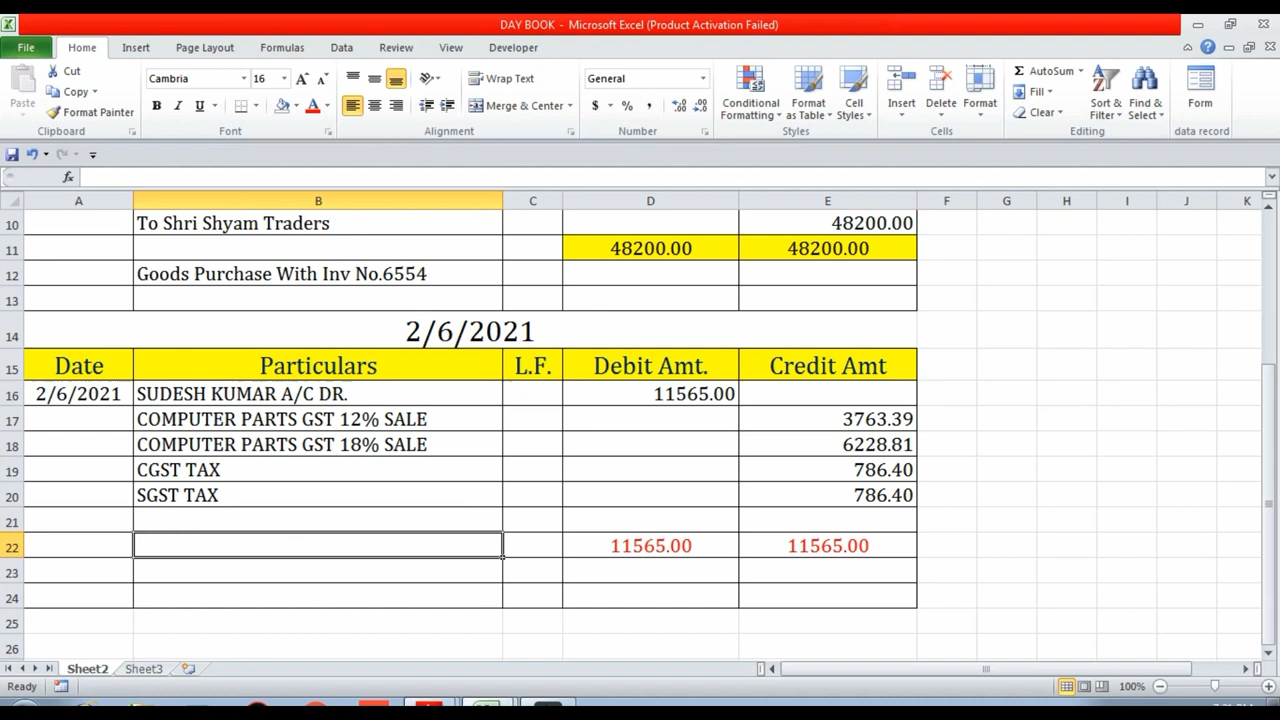 DAY BOOK - Microsoft Excel (Product Activation Failed)
File Home Insert Page Layout Formulas Data Review View Developer
Paste
Cut
Copy
Format Painter
Clipboard
Cambria 16
B I U A
Font
Wrap Text
Merge & Center
Alignment
General
$ % ,
Number
Conditional Formatting
Format as Table
Cell Styles
Styles
Insert
Delete
Format
Cells
AutoSum
Fill
Clear
Sort & Filter
Find & Select
Editing
Form
data record
fx
A B C D E F G H I J K
10 To Shri Shyam Traders 48200.00
11 48200.00 48200.00
12 Goods Purchase With Inv No.6554
13
14 2/6/2021
15 Date Particulars L.F. Debit Amt. Credit Amt
16 2/6/2021 SUDESH KUMAR A/C DR. 11565.00
17 COMPUTER PARTS GST 12% SALE 3763.39
18 COMPUTER PARTS GST 18% SALE 6228.81
19 CGST TAX 786.40
20 SGST TAX 786.40
21
22 11565.00 11565.00
23
24
25
26
Sheet2 Sheet3
Ready 100%